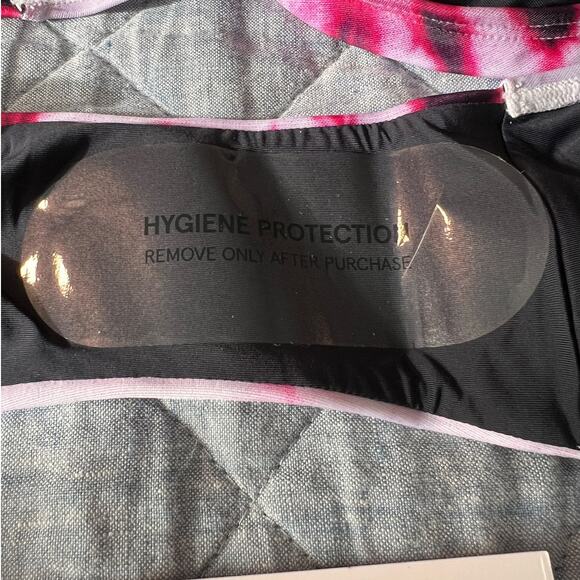 HYGIENE PROTECTION
REMOVE ONLY AFTER PURCHASE